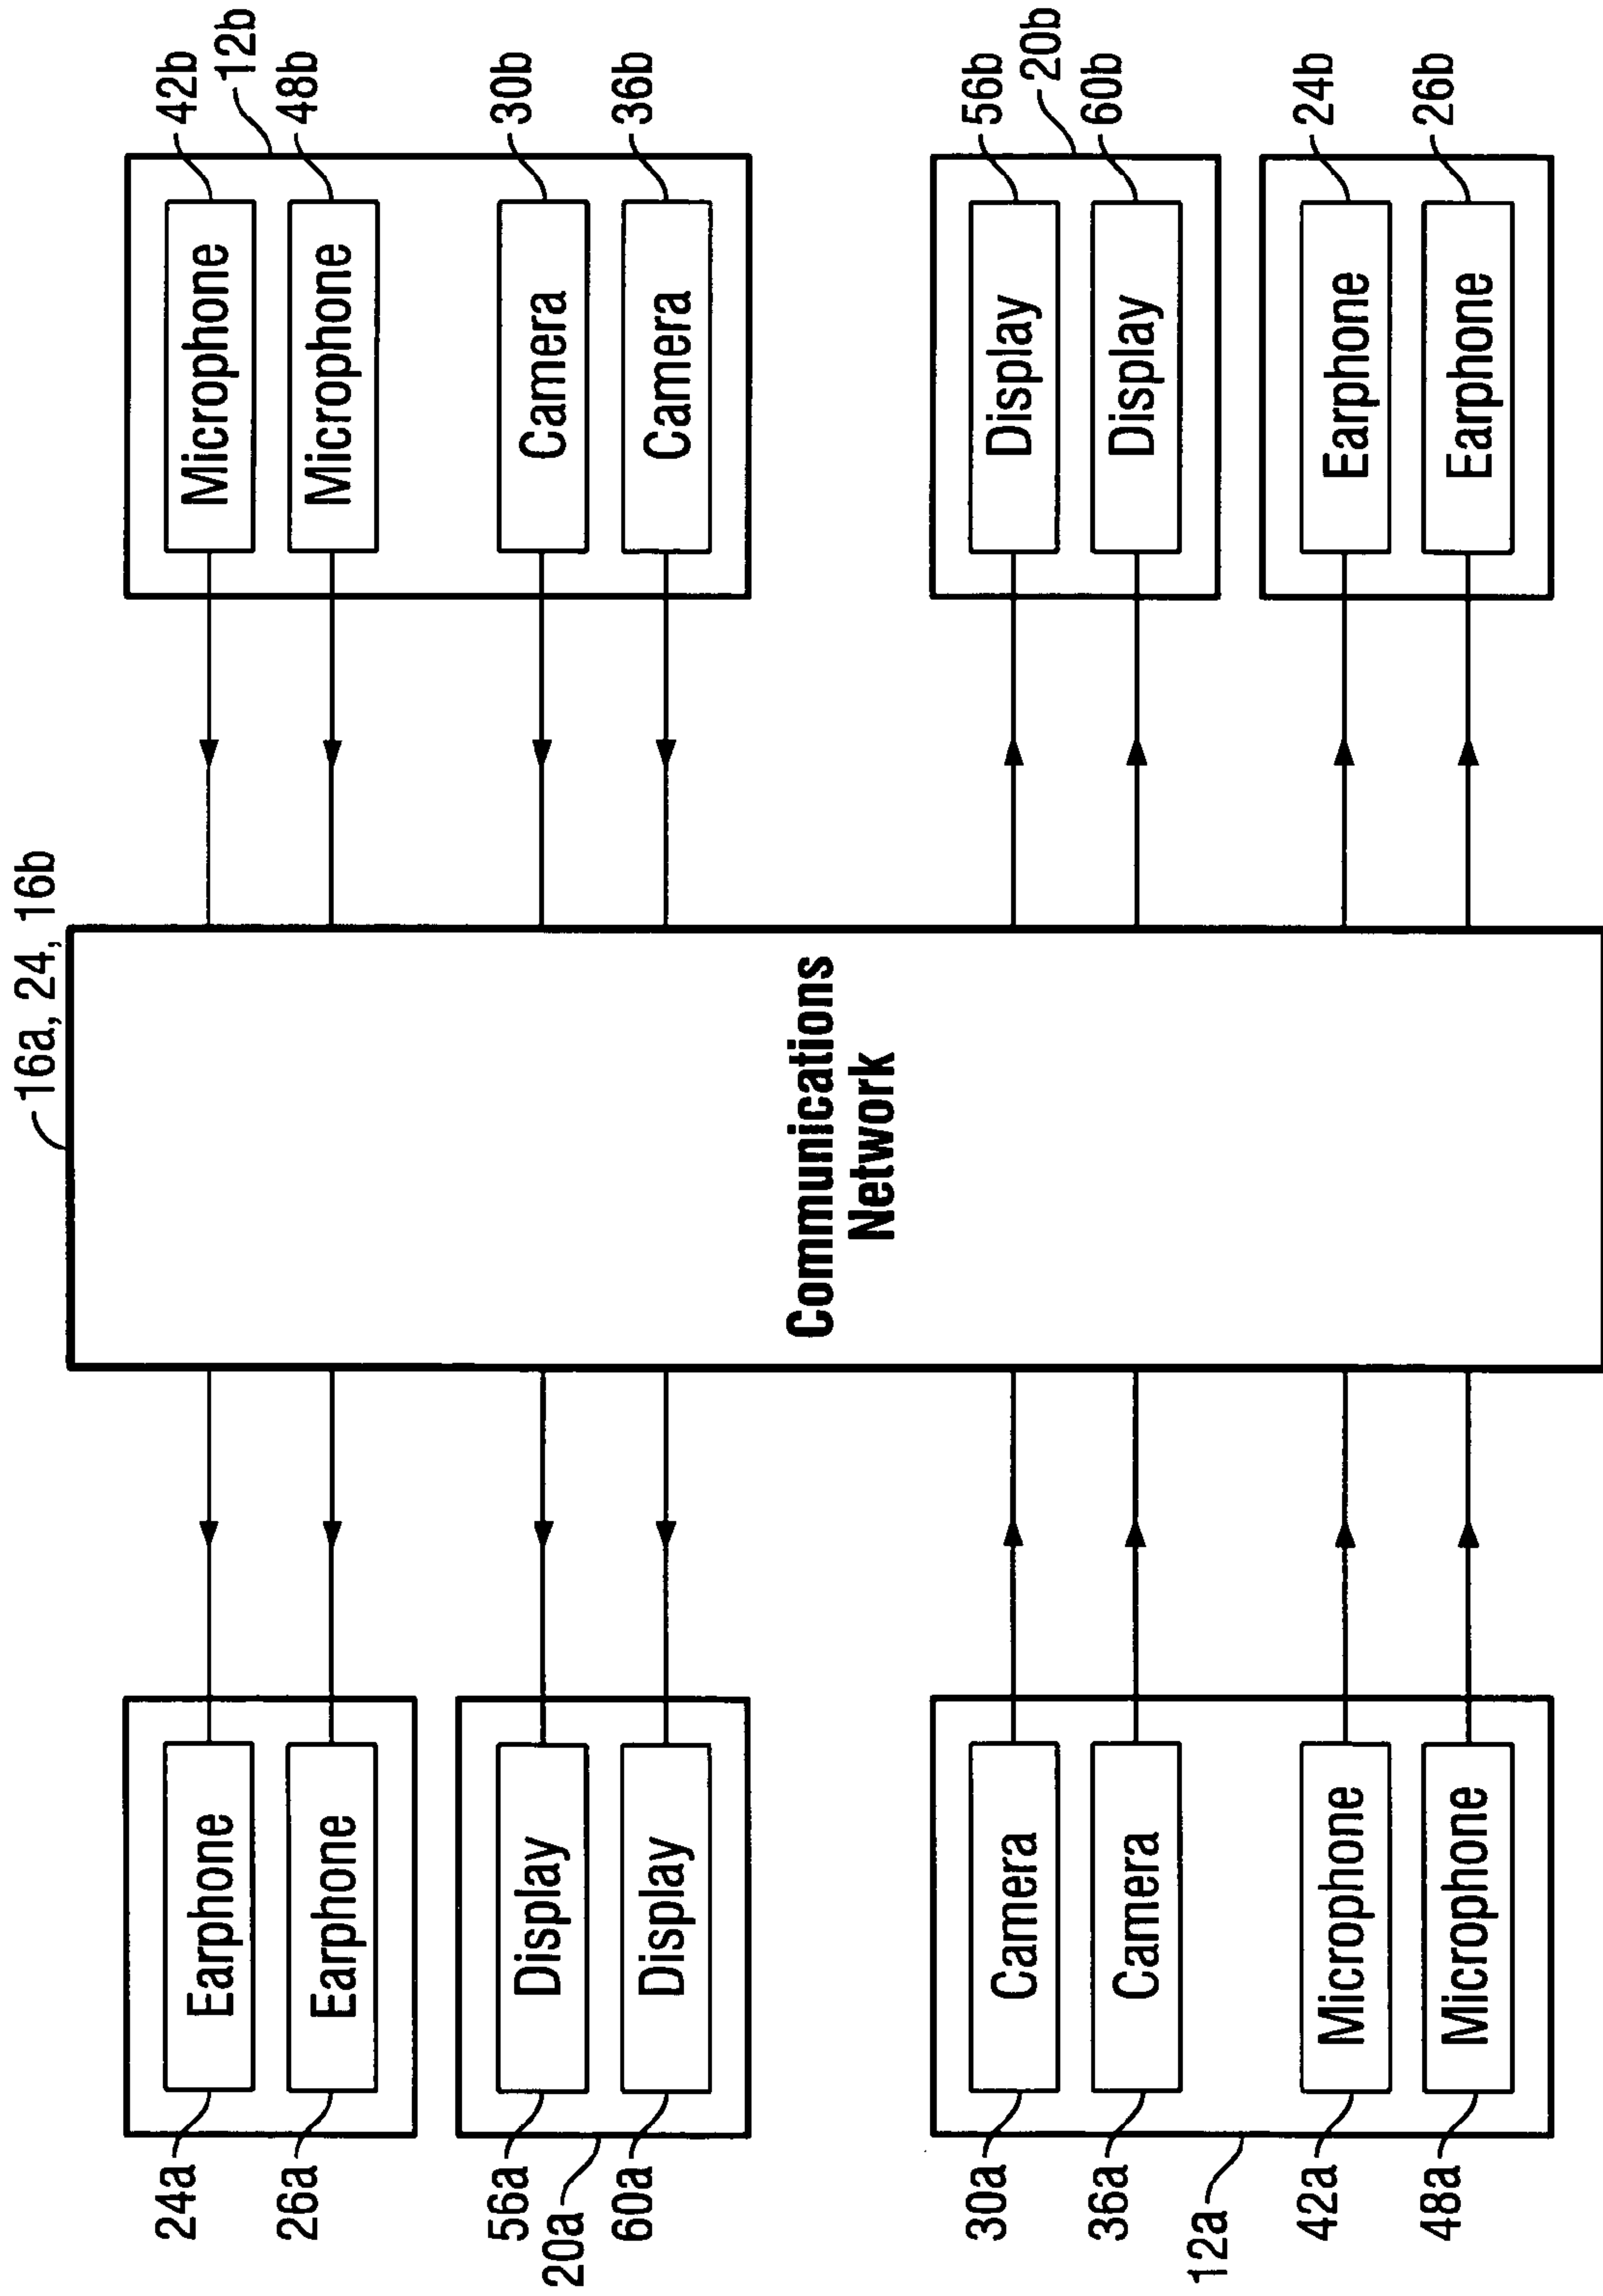 16a, 24, 16b
24a
Earphone
Microphone
42b
12b
26a
Earphone
Microphone
48b
56a
Display
Camera
30b
20a
60a
Display
Camera
36b
Communications
Network
30a
Camera
Display
56b
20b
36a
Camera
Display
60b
12a
42a
Microphone
Earphone
24b
48a
Microphone
Earphone
26b